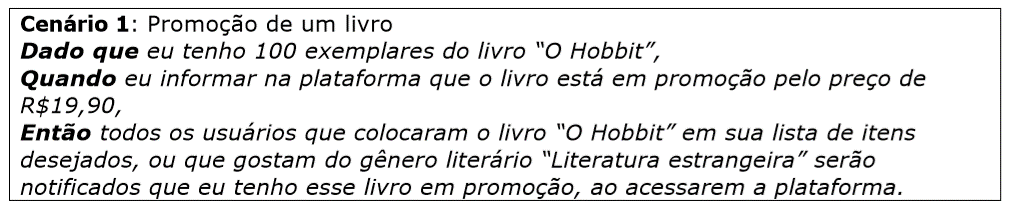 Cenário 1: Promoção de um livro
Dado que eu tenho 100 exemplares do livro “O Hobbit”,
Quando eu informar na plataforma que o livro está em promoção pelo preço de
R$19,90,
Então todos os usuários que colocaram o livro “O Hobbit” em sua lista de itens
desejados, ou que gostam do gênero literário “Literatura estrangeira” serão
notificados que eu tenho esse livro em promoção, ao acessarem a plataforma.